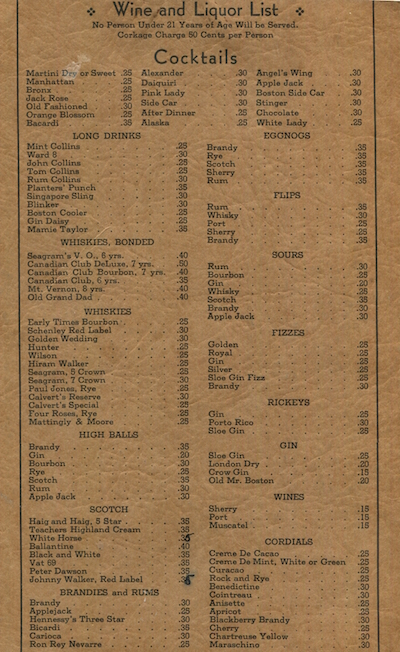 Wine and Liquor List
No Person Under 21 Years of Age Will be Served.
Corkage Charge 50 Cents per Person
Cocktails
Martini Dry or Sweet .25
Manhattan .25
Bronx .25
Jack Rose .25
Old Fashioned .30
Orange Blossom .25
Bacardi .35
Alexander .30
Daiquiri .30
Pink Lady .30
Side Car .30
After Dinner .25
Alaska .25
Angel's Wing .30
Apple Jack .30
Boston Side Car .30
Stinger .30
Chocolate .30
White Lady .25
LONG DRINKS
Mint Collins .25
Ward 8 .30
John Collins .25
Tom Collins .25
Rum Collins .30
Planters' Punch .35
Singapore Sling .30
Blinker .30
Boston Cooler .25
Gin Daisy .25
Mamie Taylor .35
WHISKIES, BONDED
Seagram's V. O., 6 yrs. .40
Canadian Club DeLuxe, 7 yrs. .50
Canadian Club Bourbon, 7 yrs. .40
Canadian Club, 6 yrs. .35
Mt. Vernon, 8 yrs. .40
Old Grand Dad .40
WHISKIES
Early Times Bourbon .25
Schenley Red Label .30
Golden Wedding .30
Hunter .25
Wilson .25
Hiram Walker .25
Seagram, 5 Crown .25
Seagram, 7 Crown .30
Paul Jones, Rye .25
Calvert's Reserve .30
Calvert's Special .25
Four Roses, Rye .25
Mattingly & Moore .25
HIGH BALLS
Brandy .35
Gin .20
Bourbon .30
Rye .25
Scotch .35
Rum .30
Apple Jack .30
SCOTCH
Haig and Haig, 5 Star .35
Teachers Highland Cream .35
White Horse .35
Ballantine .40
Black and White .35
Vat 69 .35
Peter Dawson .35
Johnny Walker, Red Label .35
BRANDIES and RUMS
Brandy .30
Applejack .25
Hennessy's Three Star .30
Bicardi .35
Carioca .30
Ron Rey Navarre .25
EGGNOGS
Brandy .35
Rye .35
Scotch .35
Sherry .35
Rum .35
FLIPS
Rum .35
Whisky .30
Port .25
Sherry .25
Brandy .35
SOURS
Rum .30
Bourbon .25
Gin .20
Whisky .25
Scotch .35
Brandy .30
Apple Jack .30
FIZZES
Golden .25
Royal .35
Gin .25
Silver .25
Sloe Gin Fizz .25
Brandy .30
RICKEYS
Gin .25
Porto Rico .30
Sloe Gin .25
GIN
Sloe Gin .25
London Dry .20
Crow Gin .15
Old Mr. Boston .20
WINES
Sherry .15
Port .15
Muscatel .15
CORDIALS
Creme De Cacao .25
Creme De Mint, White or Green .25
Curacao .25
Rock and Rye .25
Benedictine .30
Cointreau .30
Anisette .25
Apricot .25
Blackberry Brandy .30
Cherry .25
Chartreuse Yellow .30
Maraschino .30